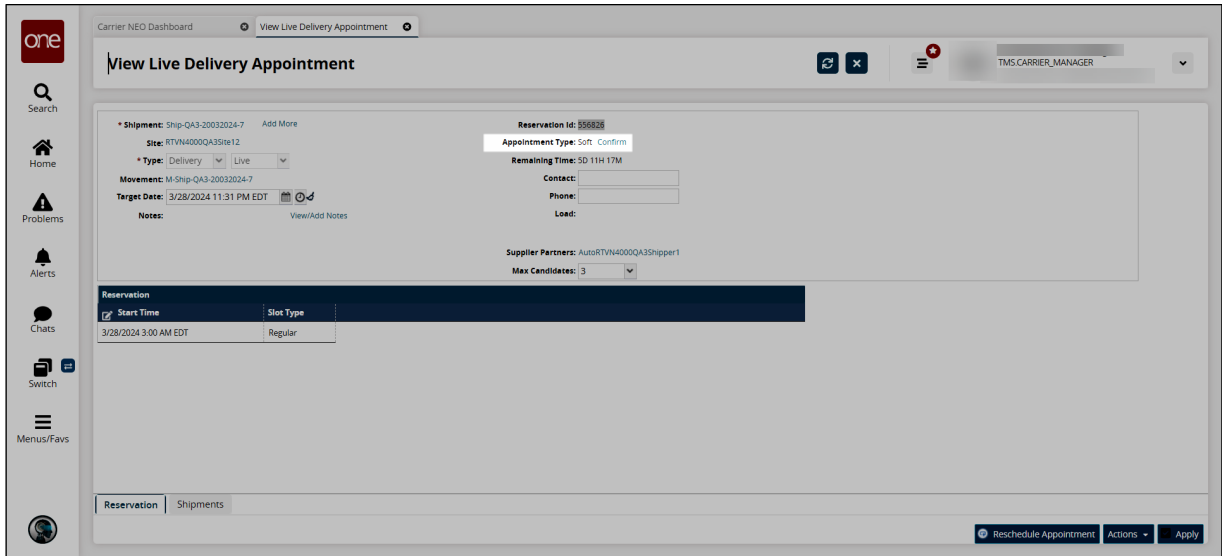 one
Search
Home
Problems
Alerts
Chats
Switch
Menus/Favs
Carrier NEO Dashboard
View Live Delivery Appointment
View Live Delivery Appointment
TMS.CARRIER_MANAGER
* Shipment: Ship-QA3-20032024-7 Add More
Site: RTVN4000QA3Site12
* Type: Delivery Live
Movement: M-Ship-QA3-20032024-7
Target Date: 3/28/2024 11:31 PM EDT
Notes: View/Add Notes
Reservation Id: 556826
Appointment Type: Soft Confirm
Remaining Time: 5D 11H 17M
Contact:
Phone:
Load:
Supplier Partners: AutoRTVN4000QA3Shipper1
Max Candidates: 3
Reservation
Start Time Slot Type
3/28/2024 3:00 AM EDT Regular
Reservation Shipments
Reschedule Appointment Actions Apply